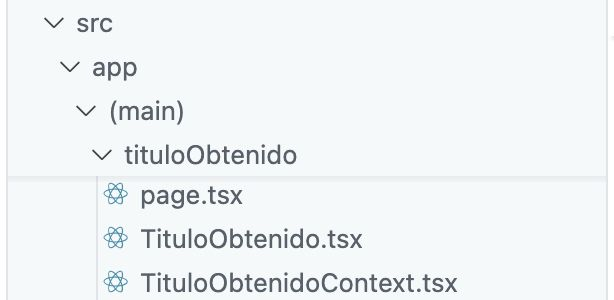 src
app
(main)
tituloObtenido
page.tsx
TituloObtenido.tsx
TituloObtenidoContext.tsx